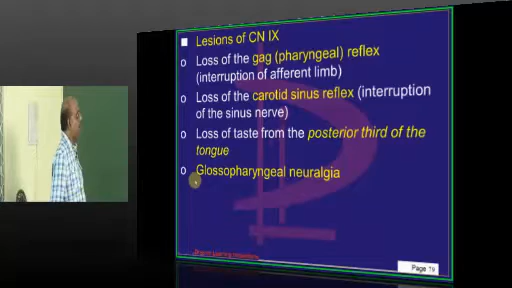 Lesions of CN IX
Loss of the gag (pharyngeal) reflex
(interruption of afferent limb)
Loss of the carotid sinus reflex (interruption
of the sinus nerve)
Loss of taste from the posterior third of the
tongue
Glossopharyngeal neuralgia
Page 19